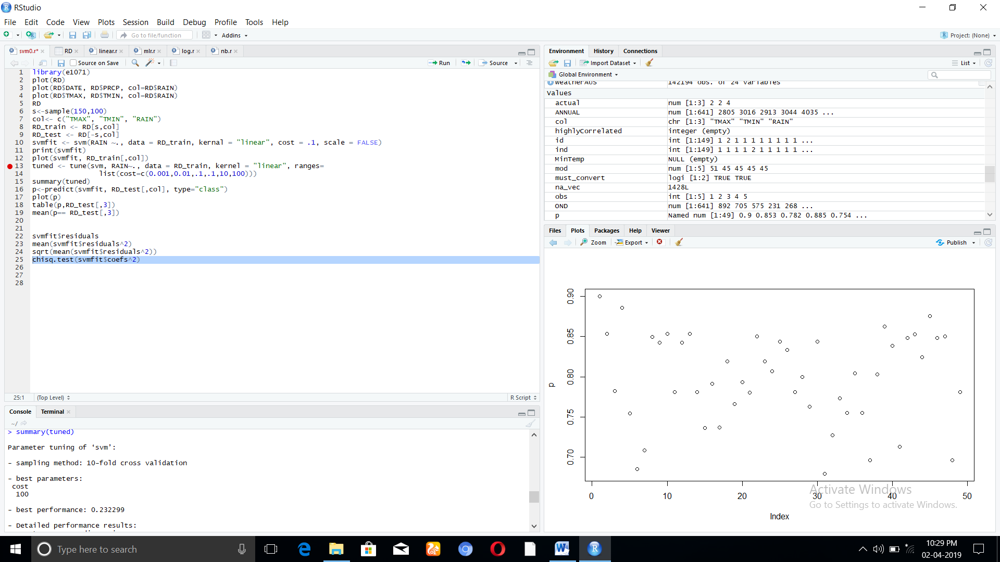 RStudio
File Edit Code View Plots Session Build Debug Profile Tools Help
Go to file/function Addins Project: (None)
svm0.r* RD linear.r mlr.r log.r nb.r
Source on Save Run Source
1 library(e1071)
2 plot(RD)
3 plot(RD$DATE, RD$PRCP, col=RD$RAIN)
4 plot(RD$TMAX, RD$TMIN, col=RD$RAIN)
5 RD
6 s<-sample(150,100)
7 col<- c("TMAX", "TMIN", "RAIN")
8 RD_train <- RD[s,col]
9 RD_test <- RD[-s,col]
10 svmfit <- svm(RAIN ~., data = RD_train, kernal = "linear", cost = .1, scale = FALSE)
11 print(svmfit)
12 plot(svmfit, RD_train[,col])
13 tuned <- tune(svm, RAIN~., data = RD_train, kernel = "linear", ranges=
14 list(cost=c(0.001,0.01,.1,.1,10,100)))
15 summary(tuned)
16 p<-predict(svmfit, RD_test[,col], type="class")
17 plot(p)
18 table(p,RD_test[,3])
19 mean(p== RD_test[,3])
20
21
22 svmfit$residuals
23 mean(svmfit$residuals^2)
24 sqrt(mean(svmfit$residuals^2))
25 chisq.test(svmfit$coefs^2)
26
27
28
25:1 (Top Level) R Script
Console Terminal
~/
> summary(tuned)
Parameter tuning of ‘svm’:
- sampling method: 10-fold cross validation
- best parameters:
cost
100
- best performance: 0.232299
- Detailed performance results:
Environment History Connections
Import Dataset List
Global Environment
weatherAUS 142194 obs. of 24 variables
Values
actual num [1:3] 2 2 4
ANNUAL num [1:641] 2805 3016 2913 3044 4035 ...
col chr [1:3] "TMAX" "TMIN" "RAIN"
highlyCorrelated integer (empty)
id int [1:149] 1 2 1 1 1 1 1 1 1 1 ...
ind int [1:149] 1 1 1 1 2 1 1 1 1 1 ...
MinTemp NULL (empty)
mod num [1:5] 51 45 45 45 45
must_convert logi [1:2] TRUE TRUE
na_vec 1428L
obs int [1:5] 1 2 3 4 5
OND num [1:641] 892 705 575 231 268 ...
p Named num [1:49] 0.9 0.853 0.782 0.885 0.754 ...
Files Plots Packages Help Viewer
Zoom Export Publish
0.90
0.85
0.80
0.75
0.70
p
0 10 20 30 40 50
Index
Activate Windows
Go to Settings to activate Windows.
Type here to search
10:29 PM
02-04-2019